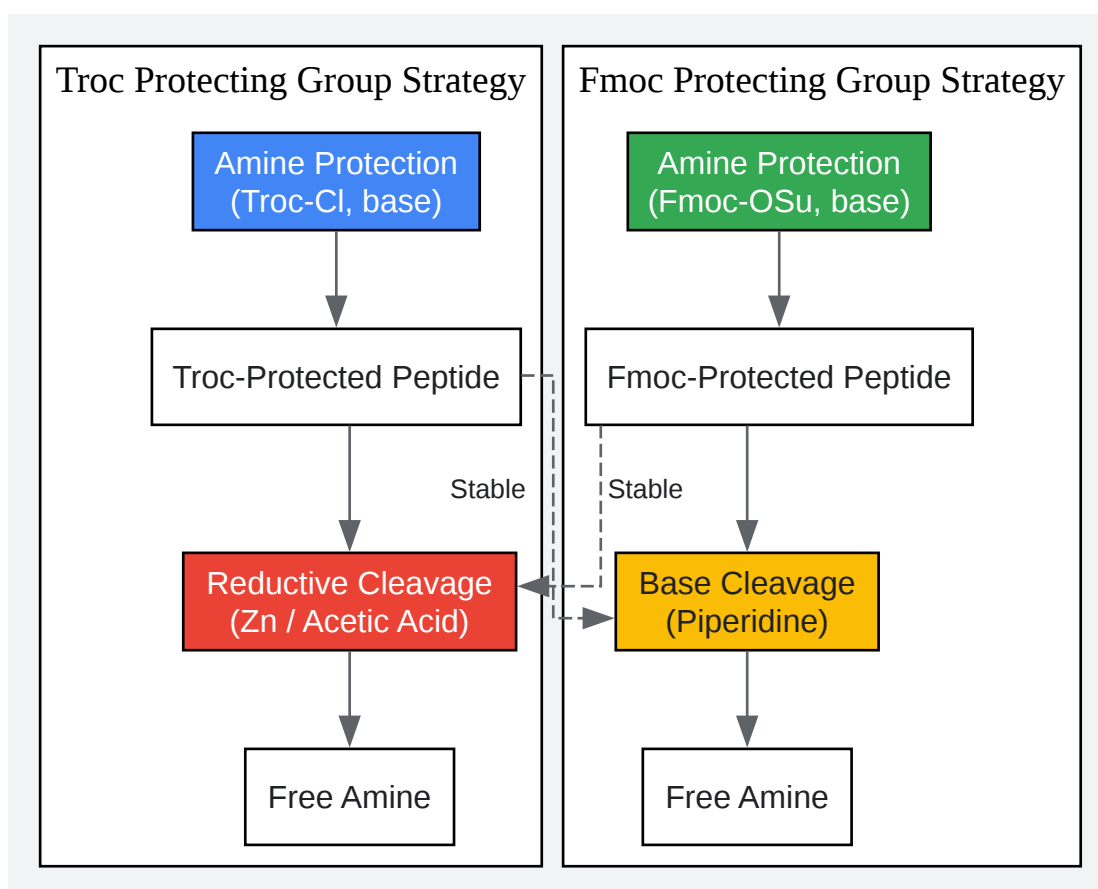 Troc Protecting Group Strategy
Amine Protection
(Troc-Cl, base)
Troc-Protected Peptide
Stable
Reductive Cleavage
(Zn / Acetic Acid)
Free Amine
Fmoc Protecting Group Strategy
Amine Protection
(Fmoc-OSu, base)
Fmoc-Protected Peptide
Stable
Base Cleavage
(Piperidine)
Free Amine